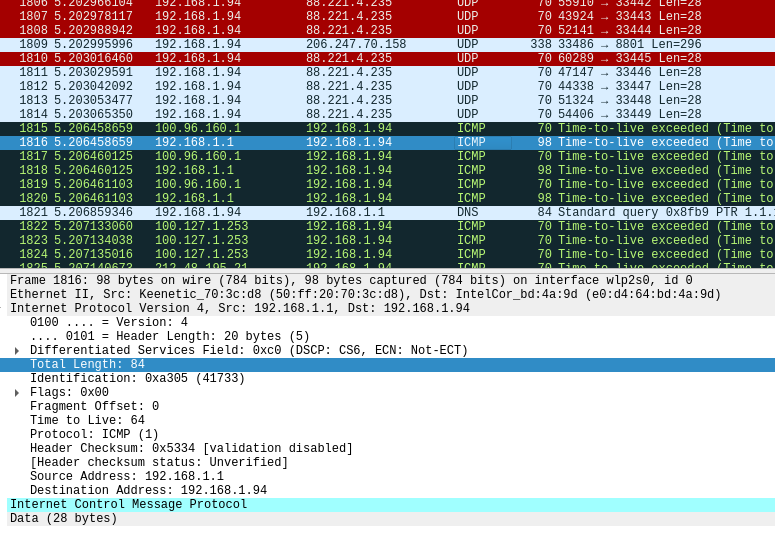 1806 5.202966104 192.168.1.94 88.221.4.235 UDP 70 55910 → 33442 Len=28
1807 5.202978117 192.168.1.94 88.221.4.235 UDP 70 43924 → 33443 Len=28
1808 5.202988942 192.168.1.94 88.221.4.235 UDP 70 52141 → 33444 Len=28
1809 5.202995996 192.168.1.94 206.247.70.158 UDP 338 33486 → 8801 Len=296
1810 5.203016460 192.168.1.94 88.221.4.235 UDP 70 60289 → 33445 Len=28
1811 5.203029591 192.168.1.94 88.221.4.235 UDP 70 47147 → 33446 Len=28
1812 5.203042092 192.168.1.94 88.221.4.235 UDP 70 44338 → 33447 Len=28
1813 5.203053477 192.168.1.94 88.221.4.235 UDP 70 51324 → 33448 Len=28
1814 5.203065350 192.168.1.94 88.221.4.235 UDP 70 54406 → 33449 Len=28
1815 5.206458659 100.96.160.1 192.168.1.94 ICMP 70 Time-to-live exceeded (Time to
1816 5.206458659 192.168.1.1 192.168.1.94 ICMP 98 Time-to-live exceeded (Time to
1817 5.206460125 100.96.160.1 192.168.1.94 ICMP 70 Time-to-live exceeded (Time to
1818 5.206460125 192.168.1.1 192.168.1.94 ICMP 98 Time-to-live exceeded (Time to
1819 5.206461103 100.96.160.1 192.168.1.94 ICMP 70 Time-to-live exceeded (Time to
1820 5.206461103 192.168.1.1 192.168.1.94 ICMP 98 Time-to-live exceeded (Time to
1821 5.206859346 192.168.1.94 192.168.1.1 DNS 84 Standard query 0x8fb9 PTR 1.1.
1822 5.207133060 100.127.1.253 192.168.1.94 ICMP 70 Time-to-live exceeded (Time to
1823 5.207134038 100.127.1.253 192.168.1.94 ICMP 70 Time-to-live exceeded (Time to
1824 5.207135016 100.127.1.253 192.168.1.94 ICMP 70 Time-to-live exceeded (Time to
1825 5.207140673 212.48.195.21 192.168.1.94 ICMP 70 Time-to-live exceeded (Time to
Frame 1816: 98 bytes on wire (784 bits), 98 bytes captured (784 bits) on interface wlp2s0, id 0
Ethernet II, Src: Keenetic_70:3c:d8 (50:ff:20:70:3c:d8), Dst: IntelCor_bd:4a:9d (e0:d4:64:bd:4a:9d)
Internet Protocol Version 4, Src: 192.168.1.1, Dst: 192.168.1.94
0100 .... = Version: 4
.... 0101 = Header Length: 20 bytes (5)
Differentiated Services Field: 0xc0 (DSCP: CS6, ECN: Not-ECT)
Total Length: 84
Identification: 0xa305 (41733)
Flags: 0x00
Fragment Offset: 0
Time to Live: 64
Protocol: ICMP (1)
Header Checksum: 0x5334 [validation disabled]
[Header checksum status: Unverified]
Source Address: 192.168.1.1
Destination Address: 192.168.1.94
Internet Control Message Protocol
Data (28 bytes)